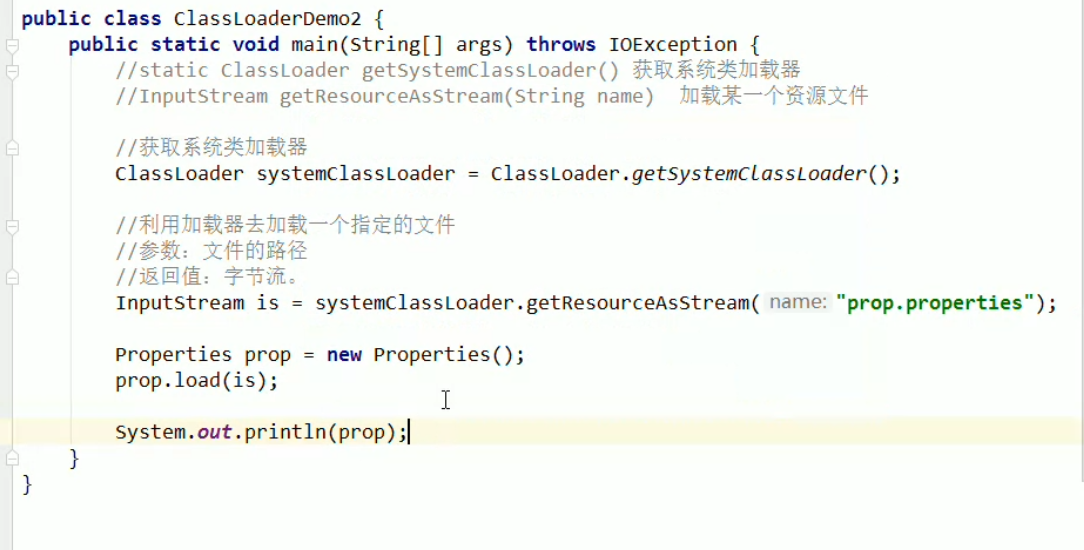 public class ClassLoaderDemo2 {
public static void main(String[] args) throws IOException {
//static ClassLoader getSystemClassLoader() 获取系统类加载器
//InputStream getResourceAsStream(String name)  加载某一个资源文件
//获取系统类加载器
ClassLoader systemClassLoader = ClassLoader.getSystemClassLoader();
//利用加载器去加载一个指定的文件
//参数：文件的路径
//返回值：字节流。
InputStream is = systemClassLoader.getResourceAsStream( name: "prop.properties");
Properties prop = new Properties();
prop.load(is);
System.out.println(prop);
}
}